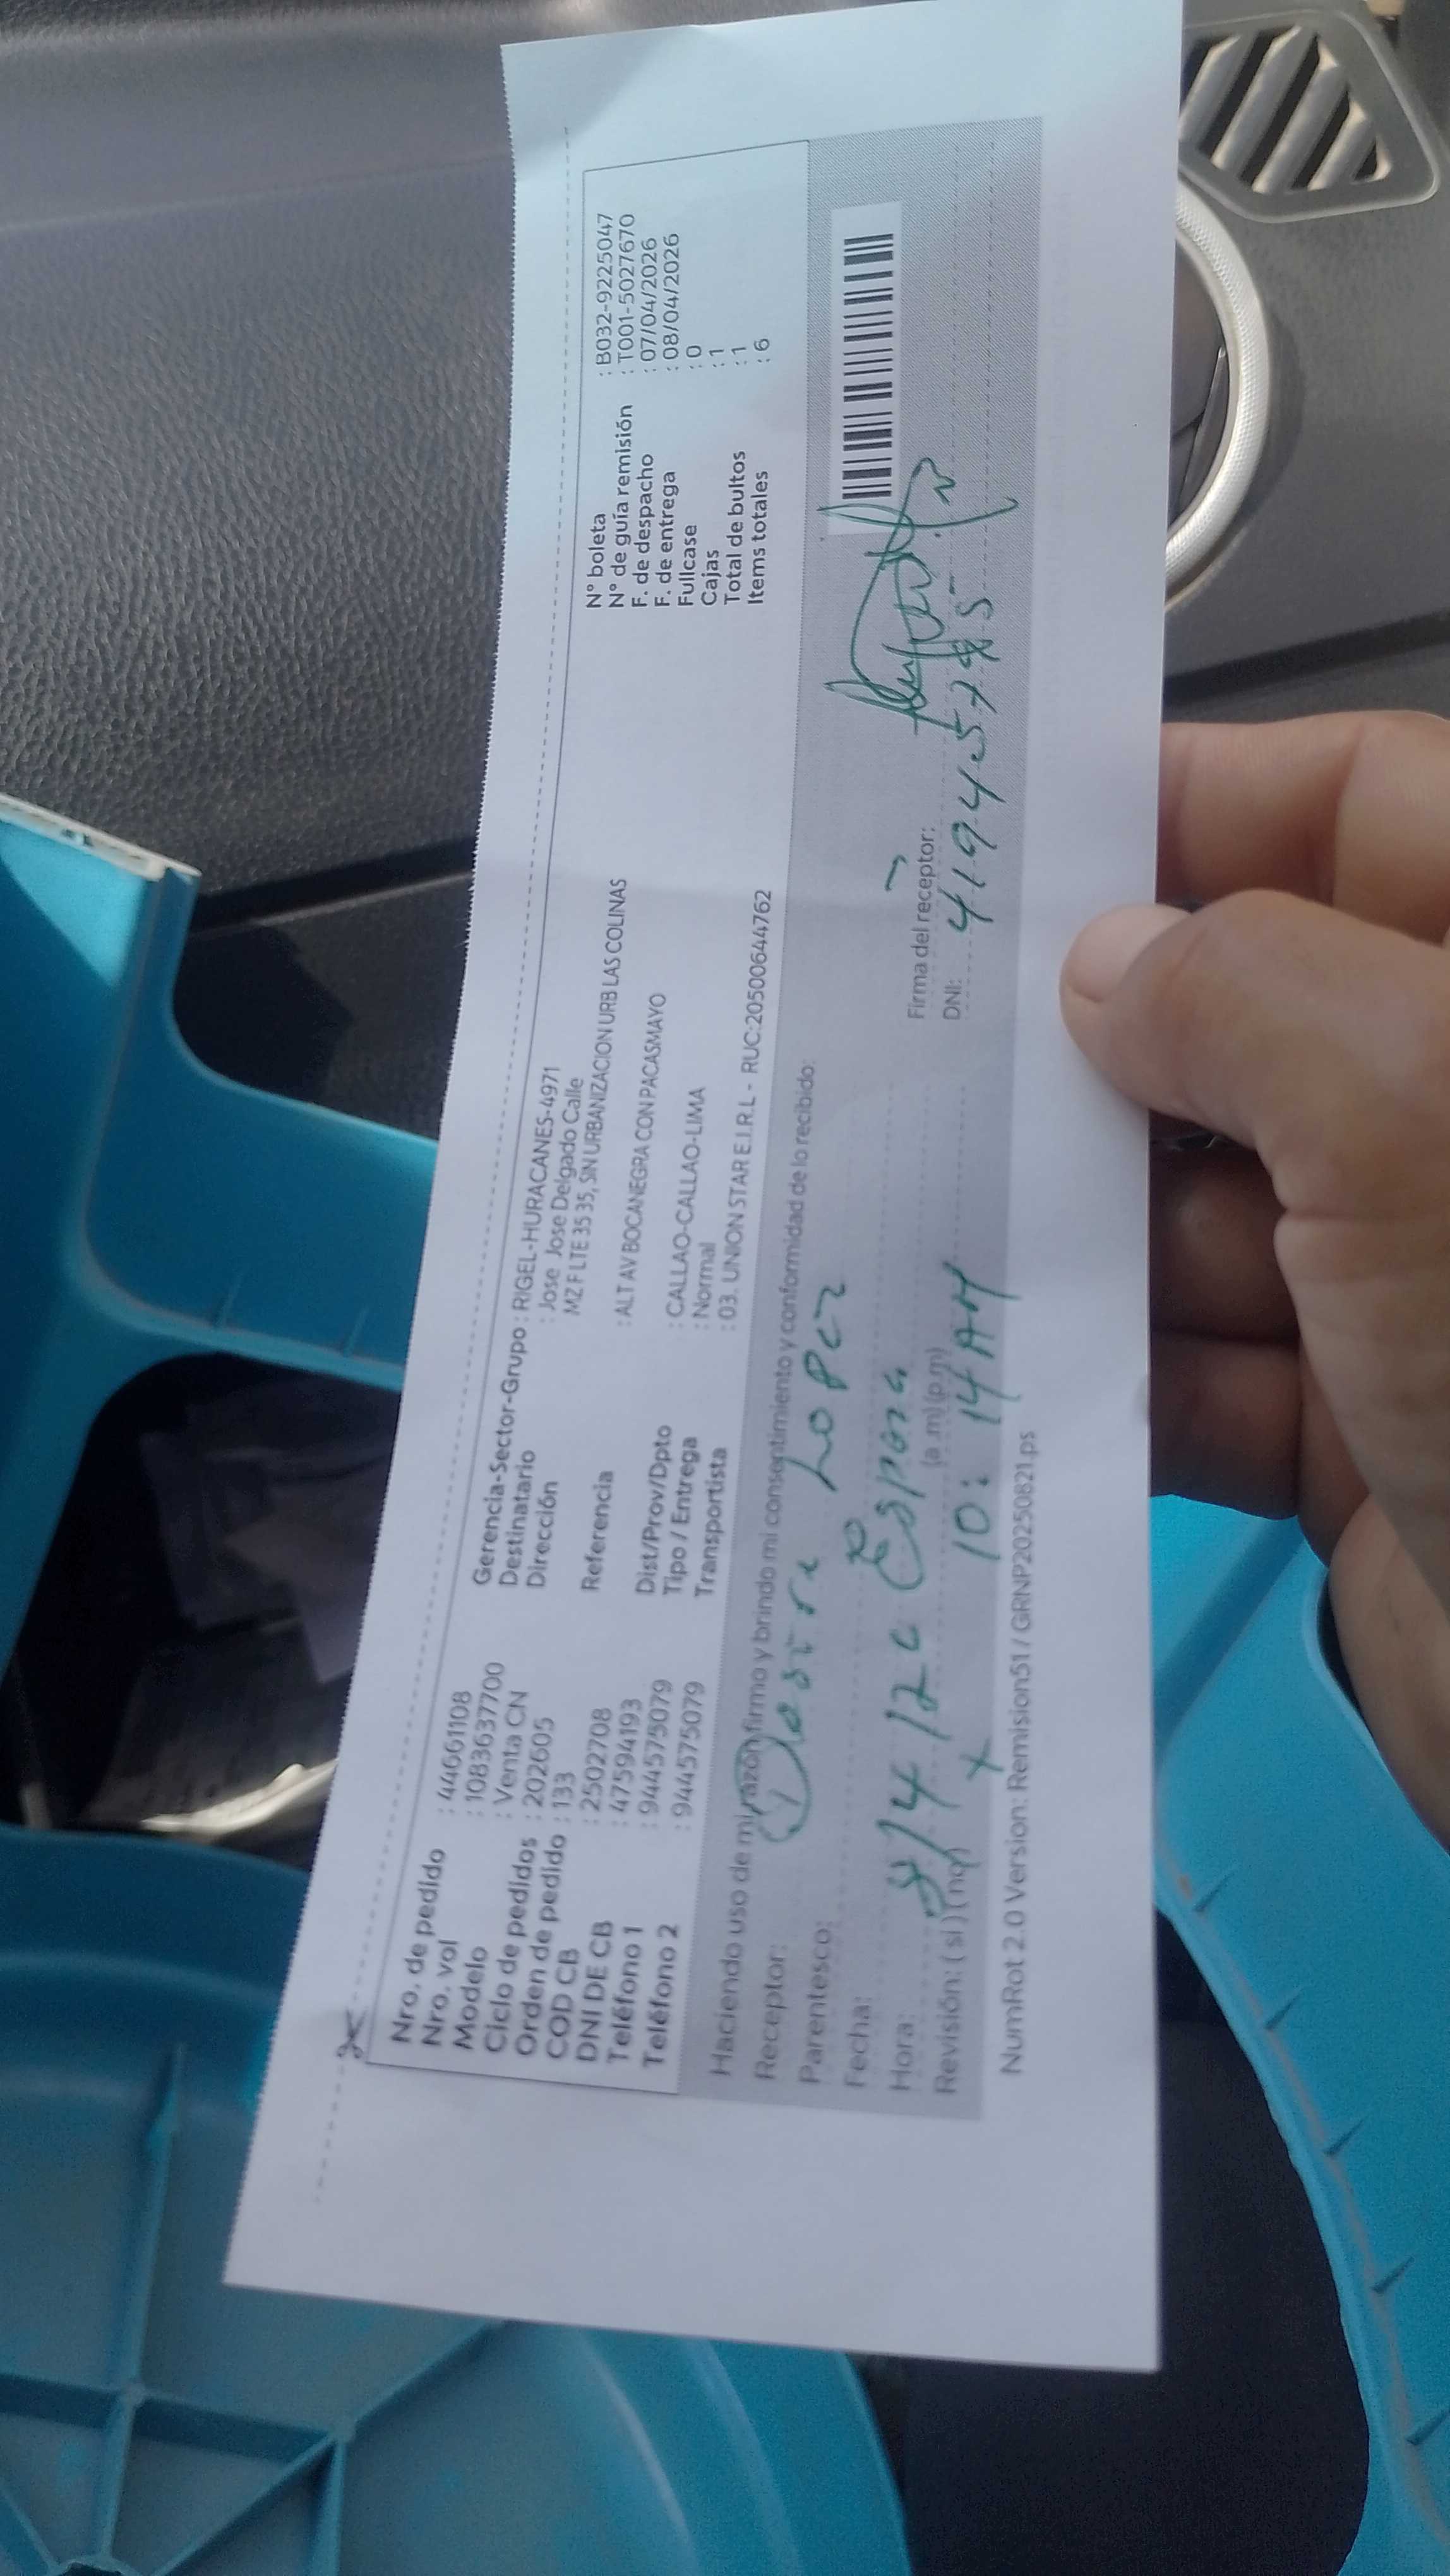 Nro. de pedido : 44661108
Nro. vol : 1083637700
Modelo : Venta CN
Ciclo de pedidos : 202605
Orden de pedido : 133
COD CB : 2502708
DNI DE CB : 47594193
Teléfono 1 : 944575079
Teléfono 2 : 944575079
Gerencia-Sector-Grupo : RIGEL-HURACANES-4971
Destinatario : Jose Jose Delgado Calle
Dirección MZ F LTE 35 35, SIN URBANIZACION URB LAS COLINAS
Referencia : ALT AV BOCANEGRA CON PACASMAYO
Dist/Prov/Dpto : CALLAO-CALLAO-LIMA
Tipo / Entrega : Normal
Transportista : 03. UNION STAR E.I.R.L - RUC:20500644762
N° boleta : B032-9225047
N° de guía remisión : T001-5027670
F. de despacho : 07/04/2026
F. de entrega : 08/04/2026
Fullcase : 0
Cajas : 1
Total de bultos : 1
Items totales : 6
Haciendo uso de mi razón firmo y brindo mi consentimiento y conformidad de lo recibido:
Receptor: Lopez
Parentesco:
Fecha: 8/4/26
Hora: 10:14 AM (a.m) (p.m)
Revisión: (si) (no)
Firma del receptor:
DNI:
NumRot 2.0 Version: Remision51 / GRNP20250821.ps